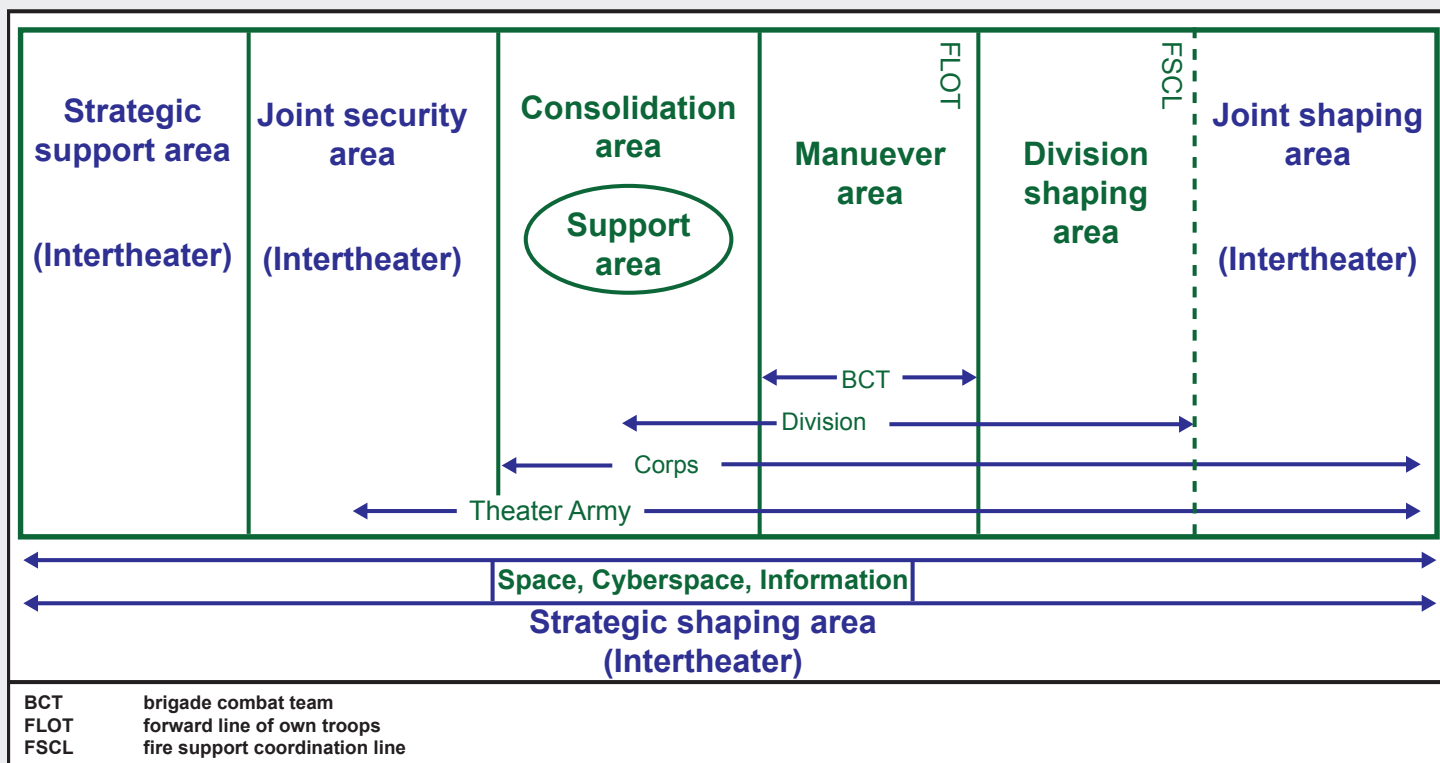 Strategic
support area
(Intertheater)
Joint security
area
(Intertheater)
Consolidation
area
Support
area
FLOT
Manuever
area
FSCL
Division
shaping
area
Joint shaping
area
(Intertheater)
BCT
Division
Corps
Theater Army
Space, Cyberspace, Information
Strategic shaping area
(Intertheater)
BCT brigade combat team
FLOT forward line of own troops
FSCL fire support coordination line